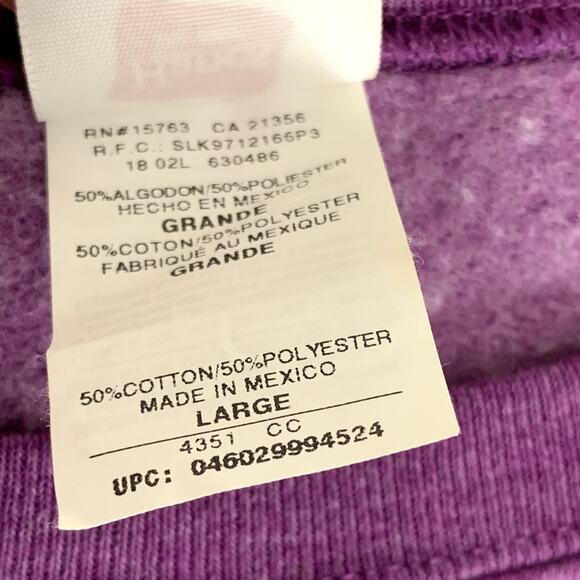 RN#15763 CA 21356
R.F.C.: SLK9712166P3
18 02L 630486
50%ALGODON/50%POLIESTER
HECHO EN MEXICO
GRANDE
50%COTON/50%POLYESTER
FABRIQUÉ AU MEXIQUE
GRANDE
50%COTTON/50%POLYESTER
MADE IN MEXICO
LARGE
4351 CC
UPC: 046029994524